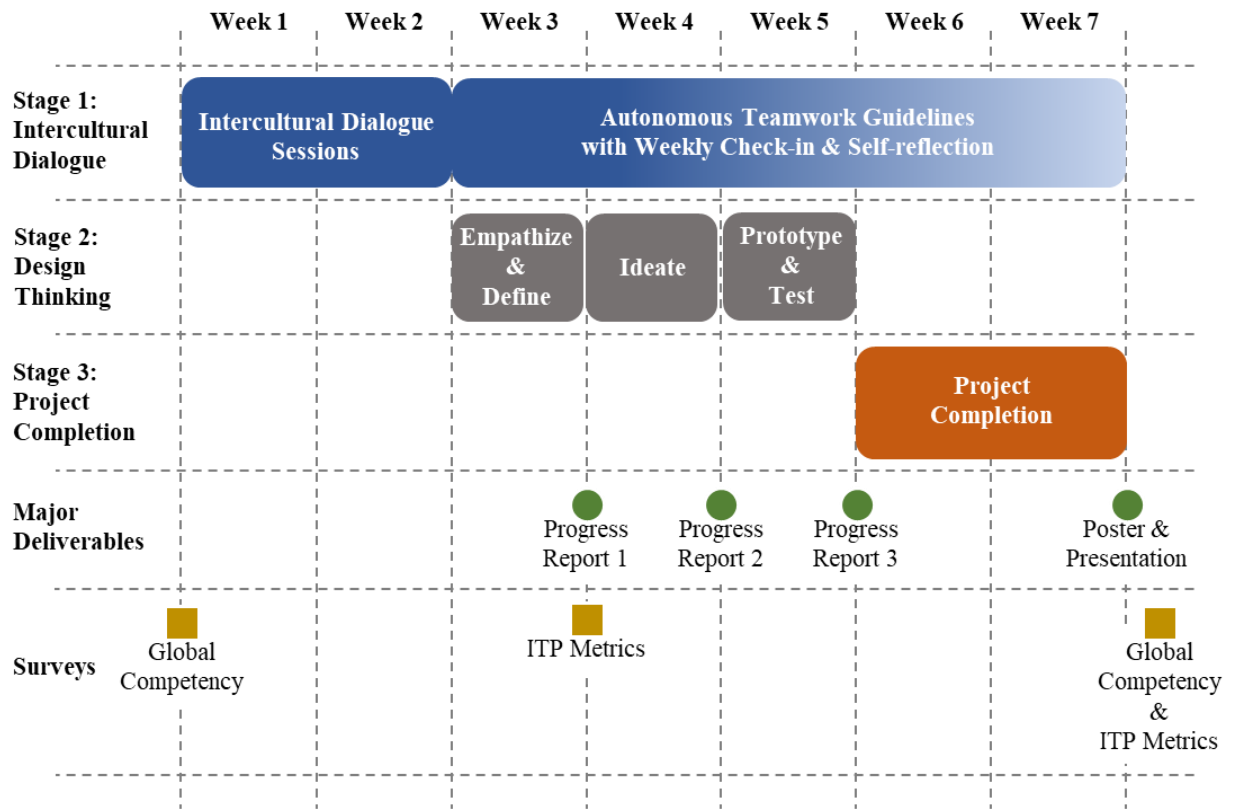 Week 1
Week 2
Week 3
Week 4
Week 5
Week 6
Week 7
Stage 1:
Intercultural
Dialogue
Intercultural Dialogue
Sessions
Autonomous Teamwork Guidelines
with Weekly Check-in & Self-reflection
Stage 2:
Design
Thinking
Empathize
&
Define
Ideate
Prototype
&
Test
Stage 3:
Project
Completion
Project
Completion
Major
Deliverables
Progress
Report 1
Progress
Report 2
Progress
Report 3
Poster &
Presentation
Surveys
Global
Competency
ITP Metrics
Global
Competency
&
ITP Metrics